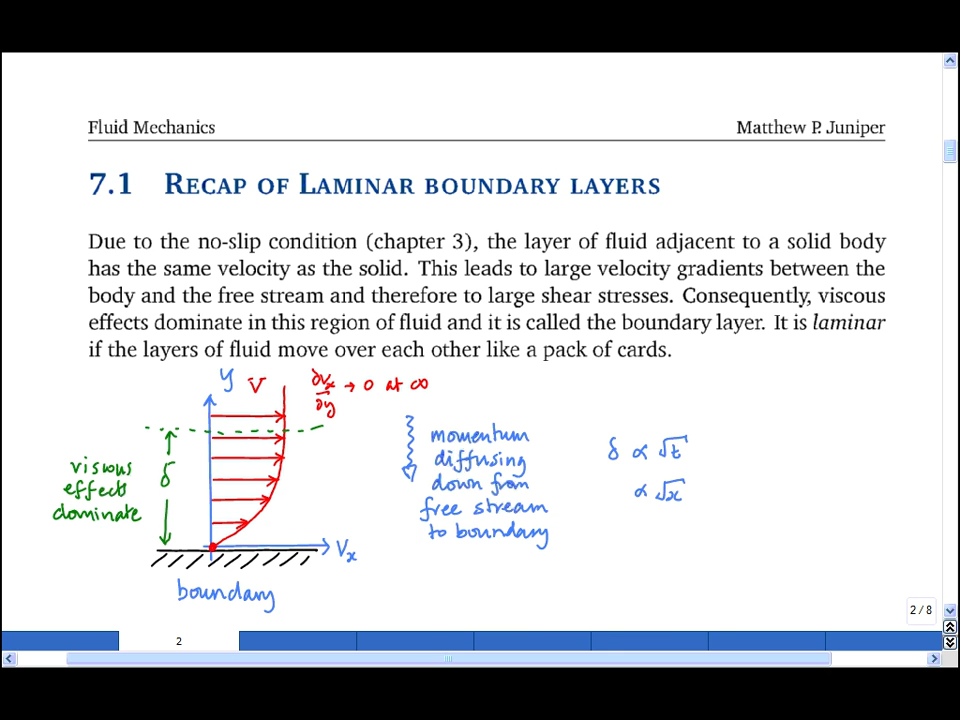 Fluid Mechanics
Matthew P. Juniper
7.1 RECAP OF LAMINAR BOUNDARY LAYERS
Due to the no-slip condition (chapter 3), the layer of fluid adjacent to a solid body
has the same velocity as the solid. This leads to large velocity gradients between the
body and the free stream and therefore to large shear stresses. Consequently, viscous
effects dominate in this region of fluid and it is called the boundary layer. It is laminar
if the layers of fluid move over each other like a pack of cards.
y
V
∂Vx/∂y → 0 at ∞
viscous
effects
dominate
δ
momentum
diffusing
down from
free stream
to boundary
δ ∝ √t
∝ √x
Vx
boundary
2 / 8
2